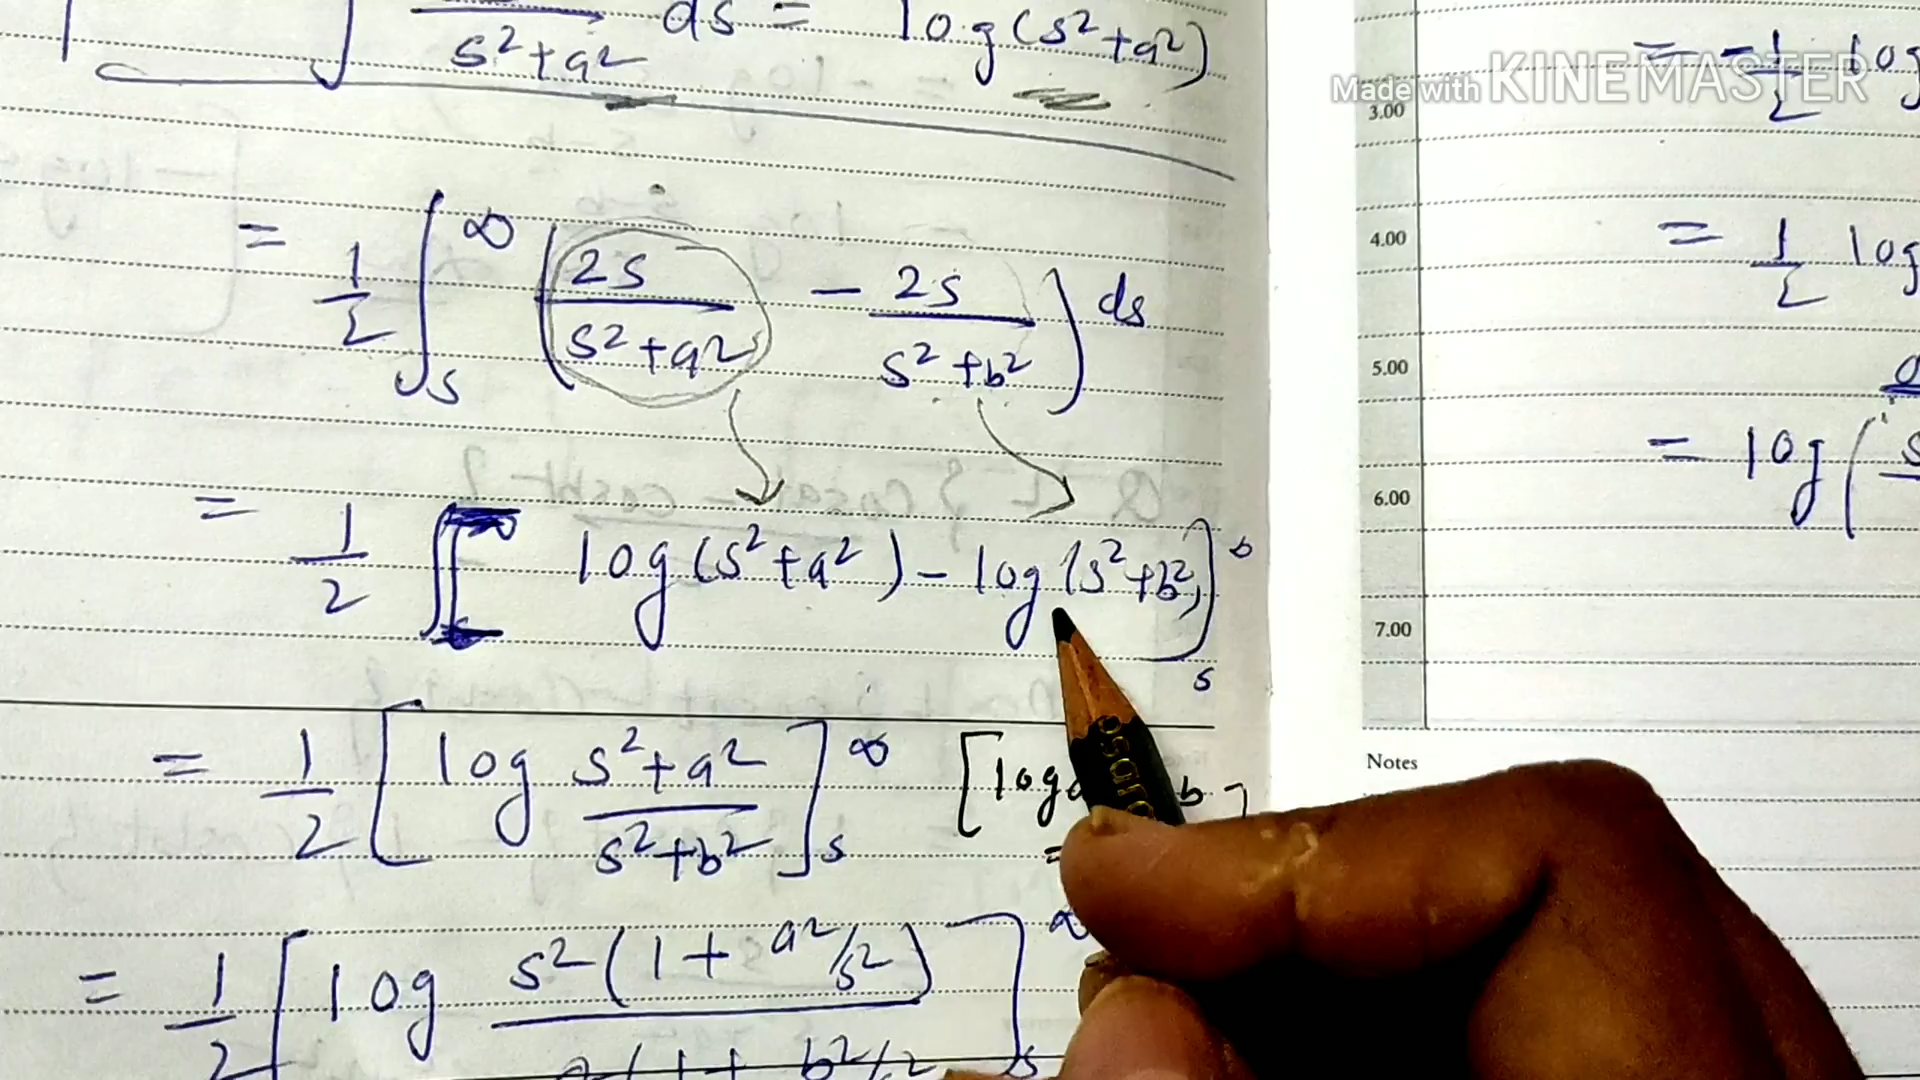 s²+a² ds = log(s²+a²)
= 1/2 ∫_s^∞ (2s/(s²+a²) - 2s/(s²+b²)) ds
= 1/2 [log(s²+a²) - log(s²+b²)]_s
= 1/2 [log (s²+a²)/(s²+b²)]_s^∞ [log b]
= 1/2 [log s²(1+a²/s²)
Made with KINEMASTER
= -1/2 log
3.00
4.00
= 1/2 log
5.00
= log(
6.00
7.00
Notes